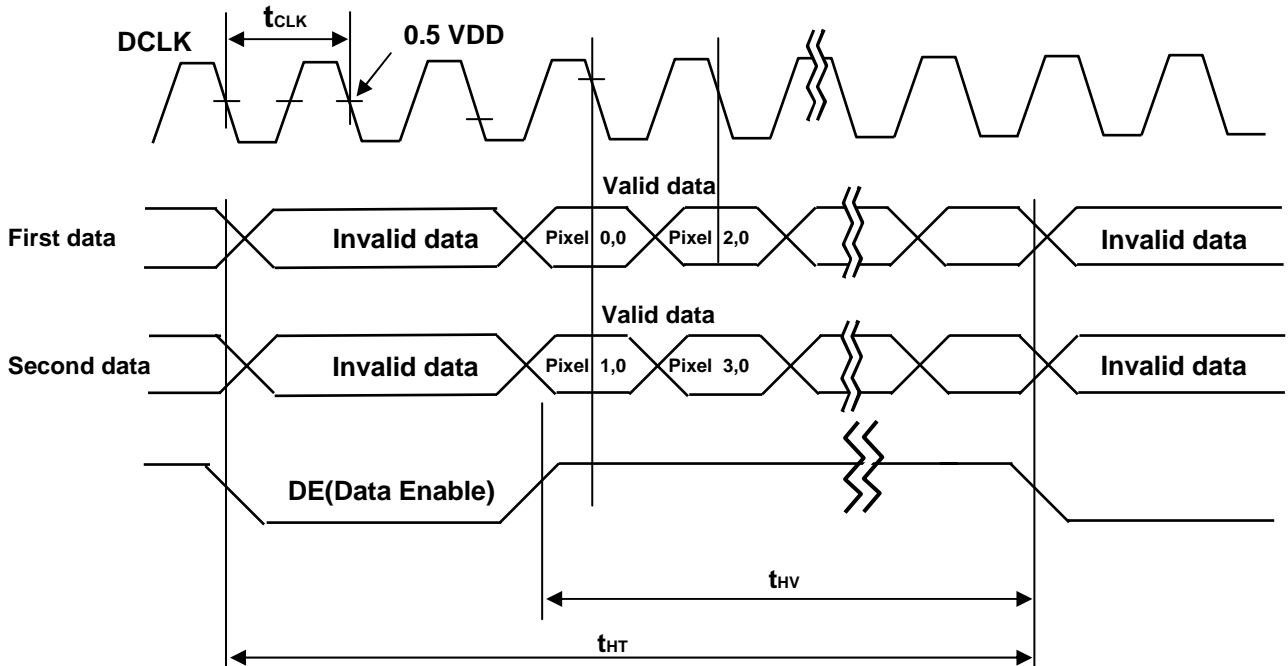 tCLK
DCLK
0.5 VDD
Valid data
First data
Invalid data
Pixel 0,0
Pixel 2,0
Invalid data
Valid data
Second data
Invalid data
Pixel 1,0
Pixel 3,0
Invalid data
DE(Data Enable)
tHV
tHT